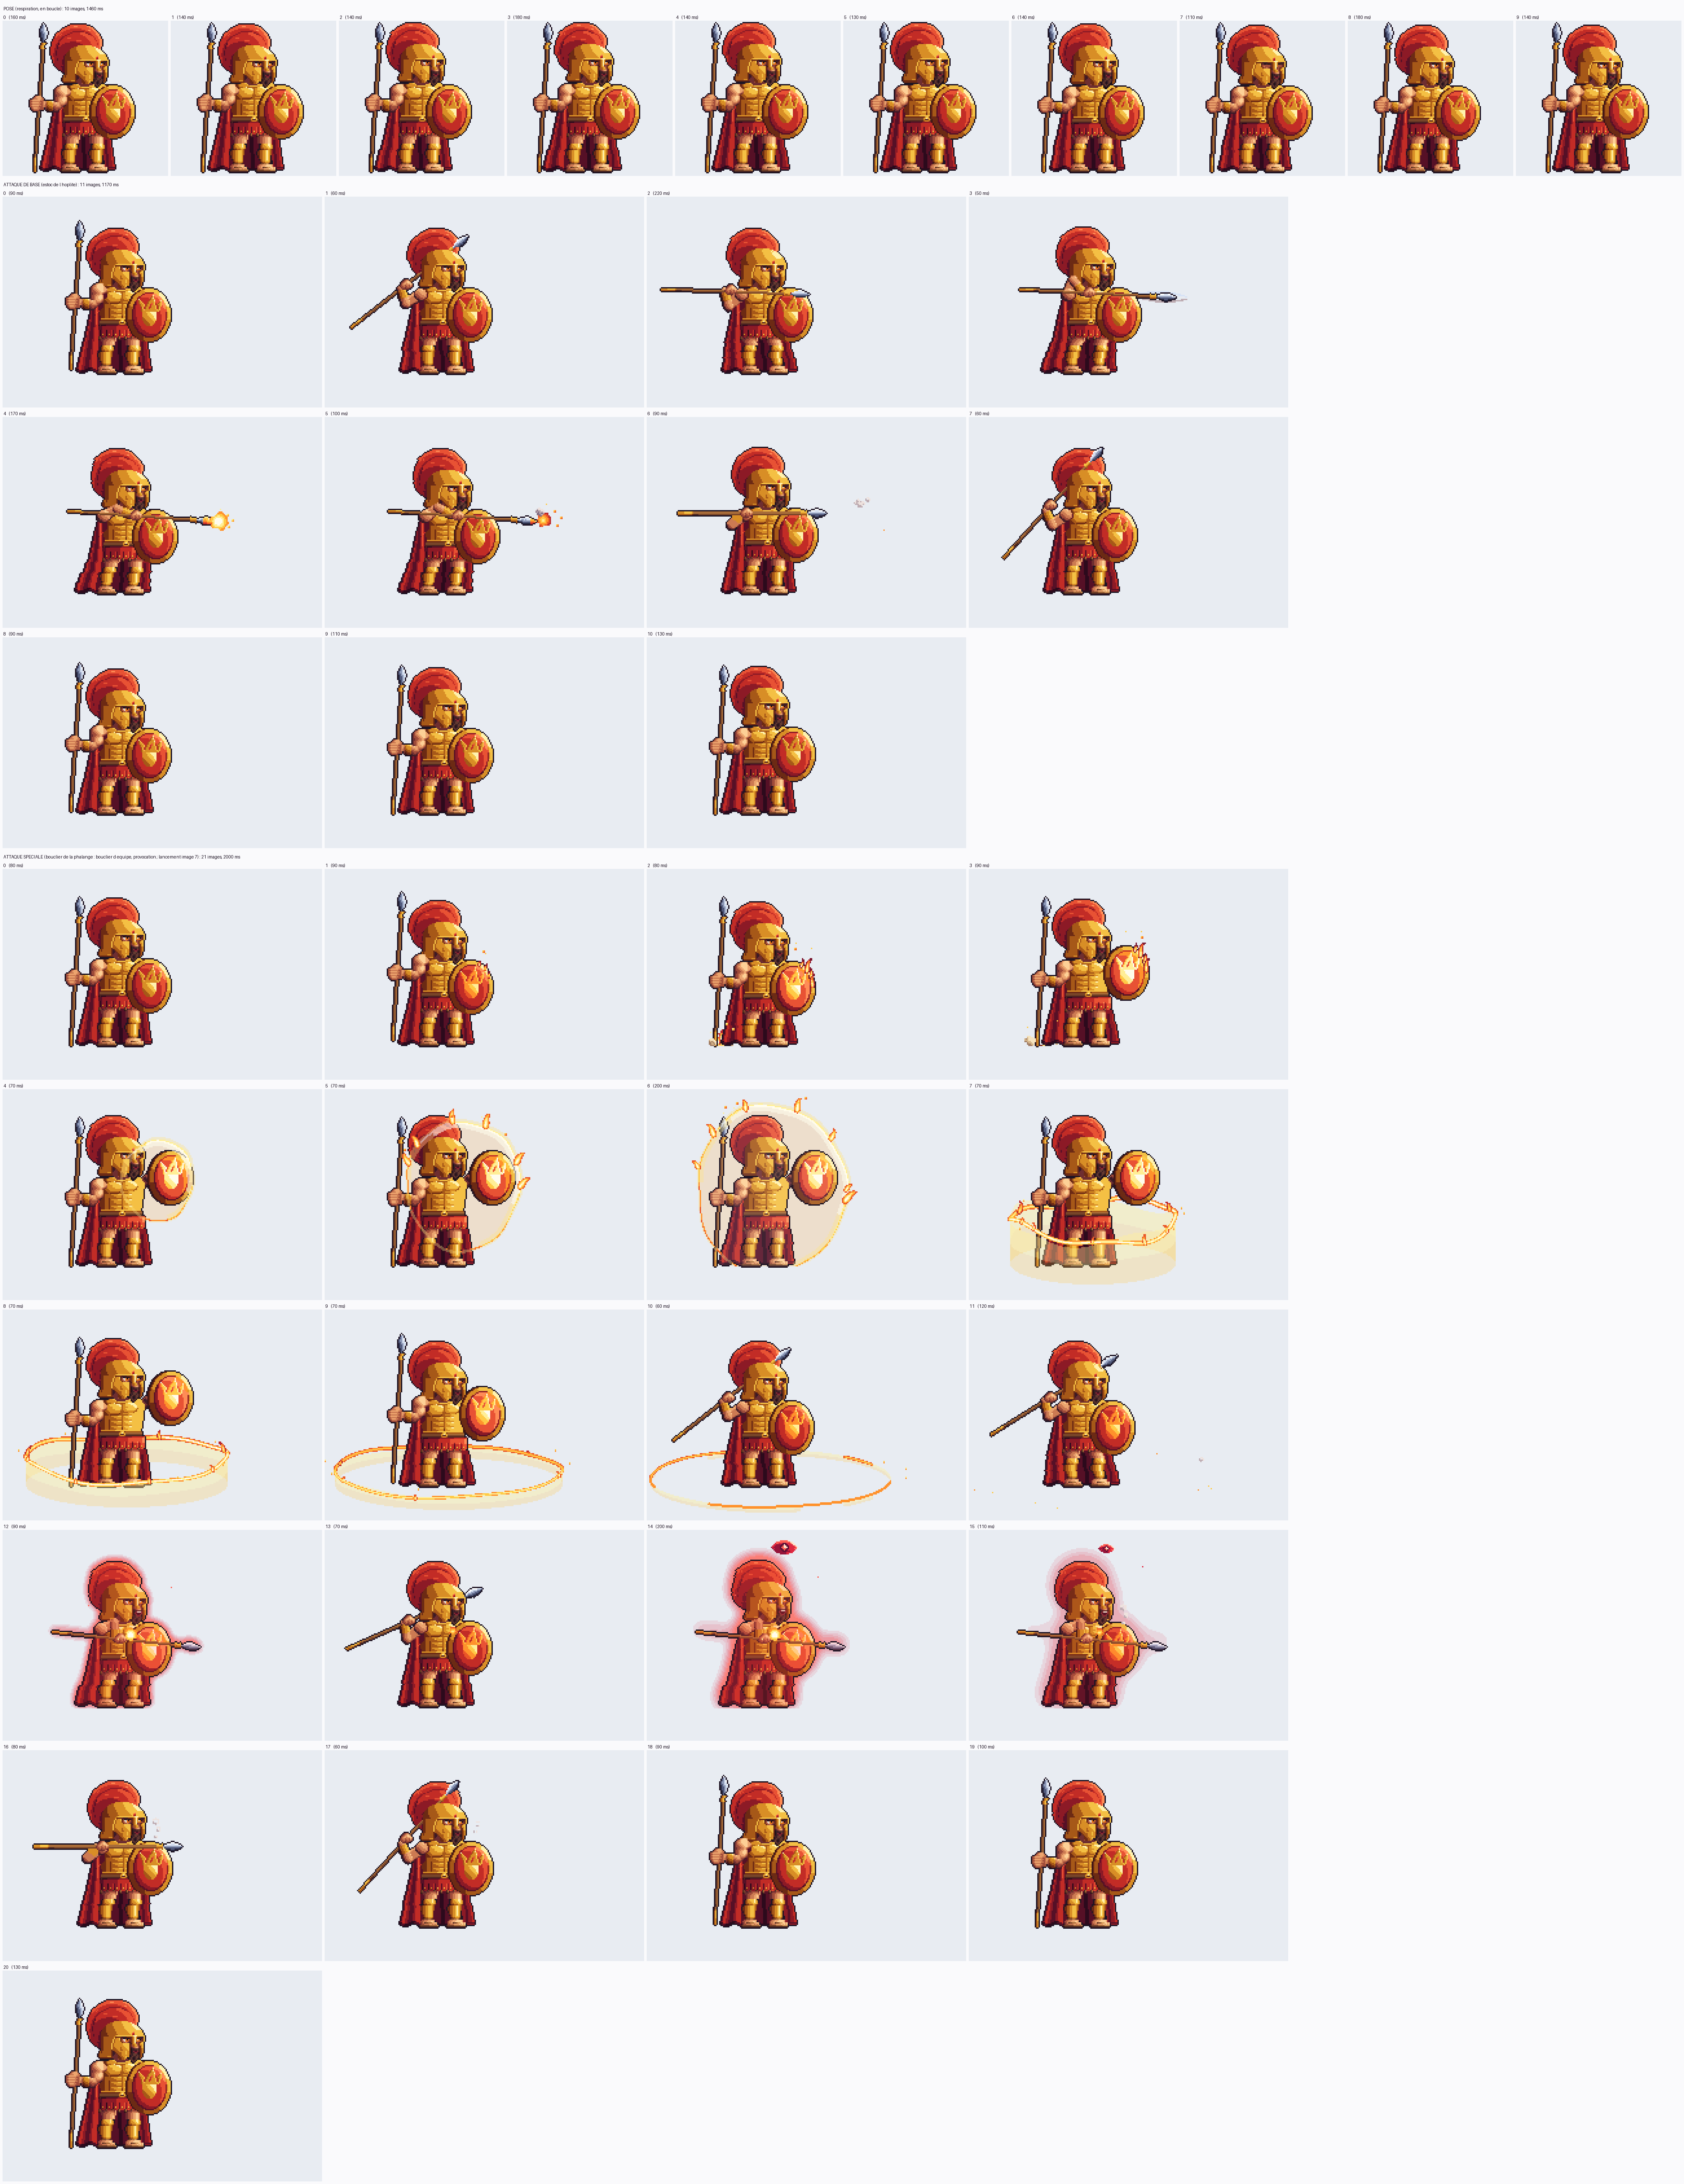 POSE (respiration, en boucle) : 10 images, 1460 ms
0 (160 ms) 1 (140 ms) 2 (140 ms) 3 (160 ms) 4 (140 ms) 5 (130 ms) 6 (140 ms) 7 (110 ms) 8 (160 ms) 9 (140 ms)
ATTAQUE DE BASE (estoc de l hoplite) : 11 images, 1170 ms
0 (90 ms) 1 (60 ms) 2 (220 ms) 3 (50 ms)
4 (170 ms) 5 (100 ms) 6 (90 ms) 7 (60 ms)
8 (90 ms) 9 (110 ms) 10 (130 ms)
ATTAQUE SPECIALE (bouclier de la phalange : bouclier d equipe, provocation ; lancement image 7) : 21 images, 2000 ms
0 (80 ms) 1 (90 ms) 2 (80 ms) 3 (90 ms)
4 (70 ms) 5 (70 ms) 6 (200 ms) 7 (70 ms)
8 (70 ms) 9 (70 ms) 10 (60 ms) 11 (120 ms)
12 (90 ms) 13 (70 ms) 14 (200 ms) 15 (110 ms)
16 (80 ms) 17 (60 ms) 18 (90 ms) 19 (100 ms)
20 (130 ms)